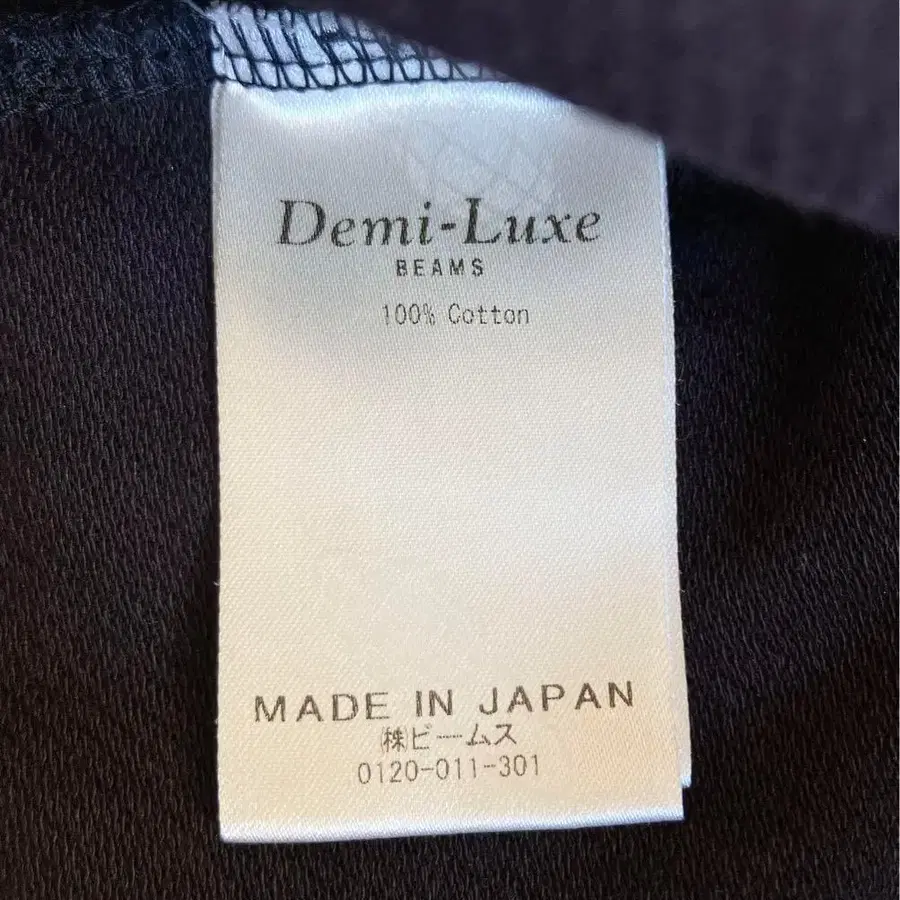 Demi-Luxe
BEAMS
100% Cotton
MADE IN JAPAN
㈱ビームス
0120-011-301